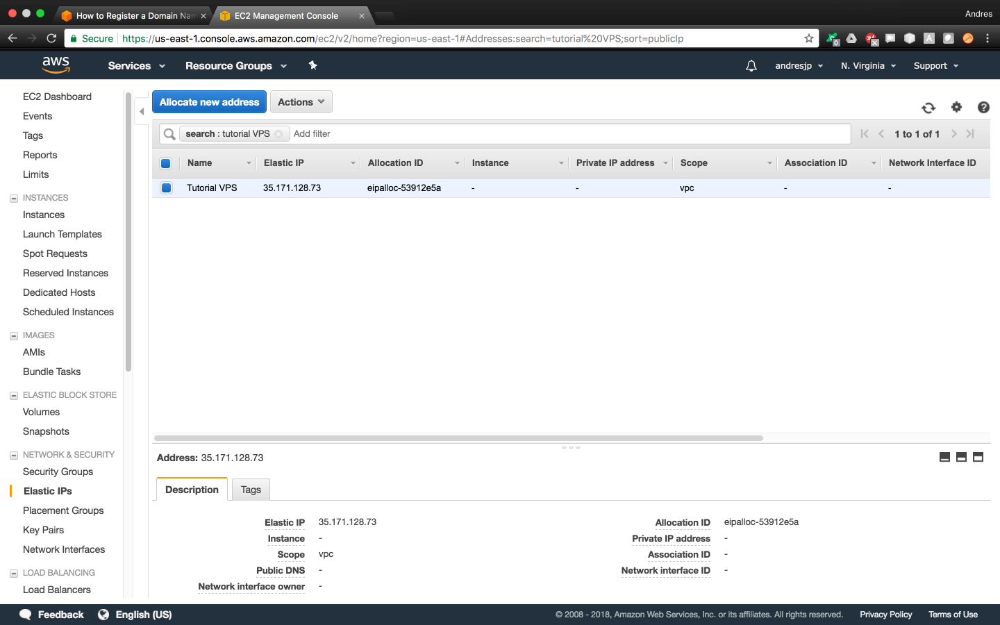 How to Register a Domain Nam
EC2 Management Console
Andres
Secure https://us-east-1.console.aws.amazon.com/ec2/v2/home?region=us-east-1#Addresses:search=tutorial%20VPS;sort=publicIp
aws Services Resource Groups andresjp N. Virginia Support
EC2 Dashboard
Events
Tags
Reports
Limits
INSTANCES
Instances
Launch Templates
Spot Requests
Reserved Instances
Dedicated Hosts
Scheduled Instances
IMAGES
AMIs
Bundle Tasks
ELASTIC BLOCK STORE
Volumes
Snapshots
NETWORK & SECURITY
Security Groups
Elastic IPs
Placement Groups
Key Pairs
Network Interfaces
LOAD BALANCING
Load Balancers
Allocate new address Actions
search : tutorial VPS Add filter 1 to 1 of 1
Name Elastic IP Allocation ID Instance Private IP address Scope Association ID Network Interface ID
Tutorial VPS 35.171.128.73 eipalloc-53912e5a - - vpc - -
Address: 35.171.128.73
Description Tags
Elastic IP 35.171.128.73 Allocation ID eipalloc-53912e5a
Instance - Private IP address -
Scope vpc Association ID -
Public DNS - Network interface ID -
Network interface owner -
Feedback English (US) © 2008 - 2018, Amazon Web Services, Inc. or its affiliates. All rights reserved. Privacy Policy Terms of Use